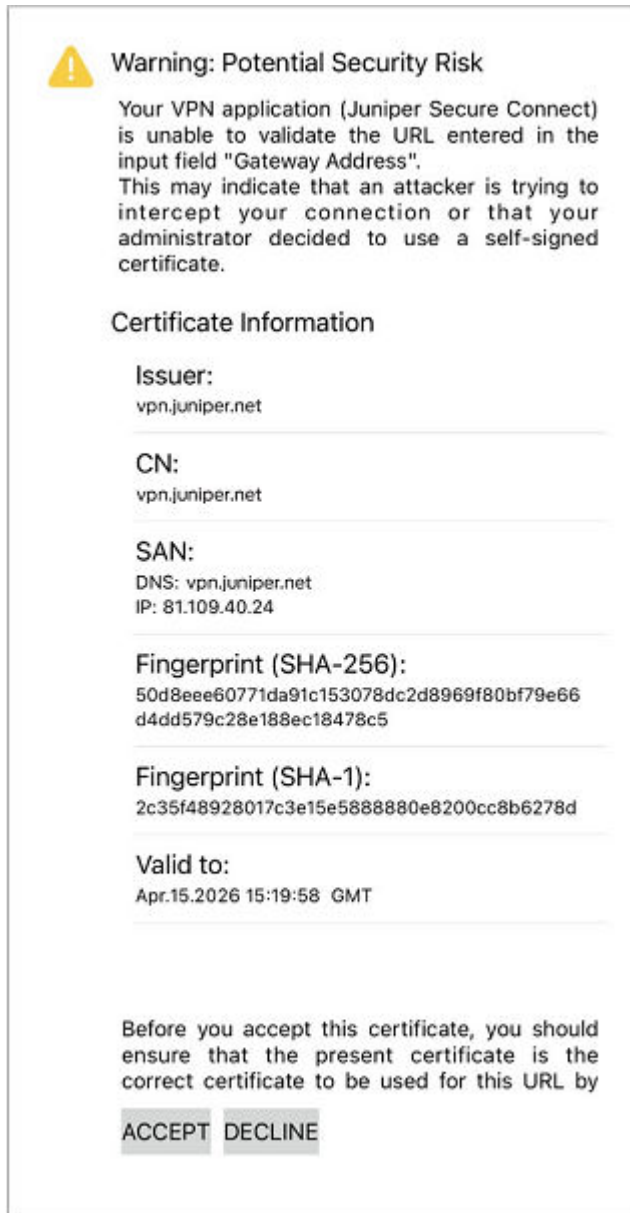 Warning: Potential Security Risk
Your VPN application (Juniper Secure Connect)
is unable to validate the URL entered in the
input field "Gateway Address".
This may indicate that an attacker is trying to
intercept your connection or that your
administrator decided to use a self-signed
certificate.
Certificate Information
Issuer:
vpn.juniper.net
CN:
vpn.juniper.net
SAN:
DNS: vpn.juniper.net
IP: 81.109.40.24
Fingerprint (SHA-256):
50d8eee60771da91c153078dc2d8969f80bf79e66
d4dd579c28e188ec18478c5
Fingerprint (SHA-1):
2c35f48928017c3e15e5888880e8200cc8b6278d
Valid to:
Apr.15.2026 15:19:58 GMT
Before you accept this certificate, you should
ensure that the present certificate is the
correct certificate to be used for this URL by
ACCEPT DECLINE